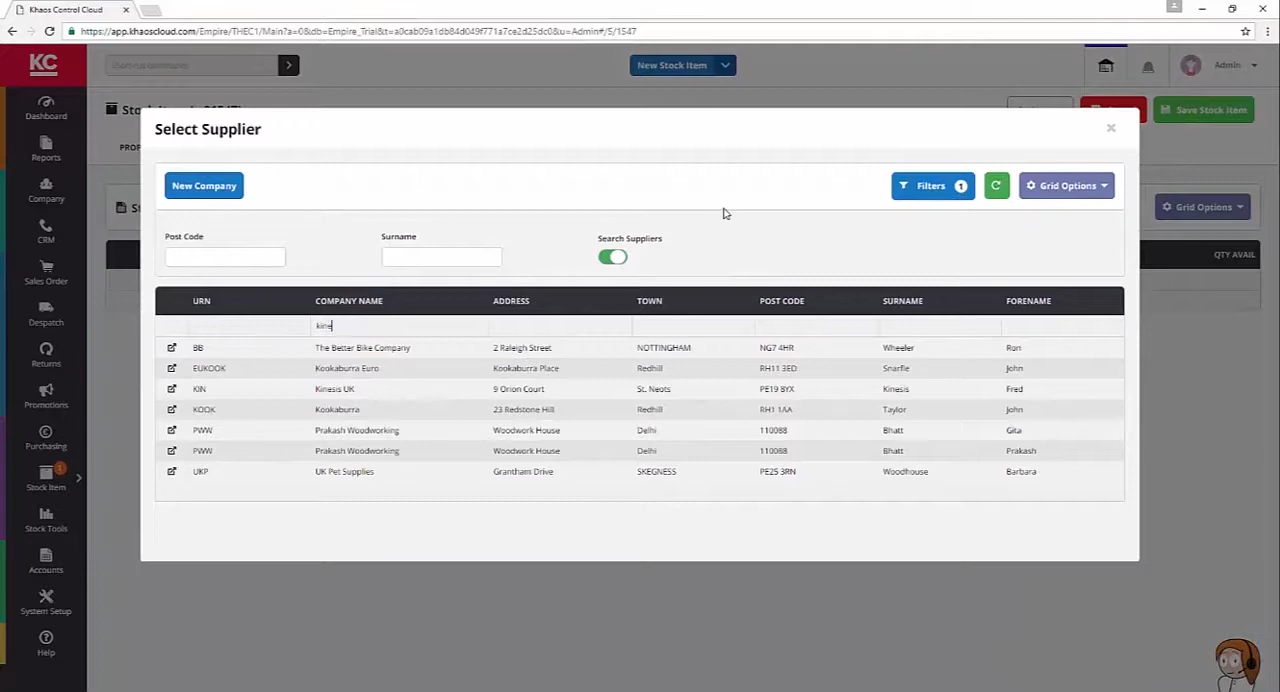 Khaos Control Cloud
https://app.khaoscloud.com/Empire/THEC1/Main?a=0&db=Empire_Trial&t=a0cab09a1db84d049f771a7ce2d25dc0&u=Admin#/5/1547
KC
New Stock Item
Admin
Dashboard
Save Stock Item
Reports
Select Supplier
New Company
Filters 1
Grid Options
Grid Options
Company
CRM
Post Code
Surname
Search Suppliers
QTY AVAIL
Sales Order
URN COMPANY NAME ADDRESS TOWN POST CODE SURNAME FORENAME
kine
BB The Better Bike Company 2 Raleigh Street NOTTINGHAM NG7 4HR Wheeler Ron
EUKOOK Kookaburra Euro Kookaburra Place Redhill RH11 3ED Snarfle John
KIN Kinesis UK 9 Orion Court St. Neots PE19 8YX Kinesis Fred
KOOK Kookaburra 23 Redstone Hill Redhill RH1 1AA Taylor John
PWW Prakash Woodworking Woodwork House Delhi 110088 Bhatt Gita
PWW Prakash Woodworking Woodwork House Delhi 110088 Bhatt Prakash
UKP UK Pet Supplies Grantham Drive SKEGNESS PE25 3RN Woodhouse Barbara
Despatch
Returns
Promotions
Purchasing
1
Stock Item
Stock Tools
Accounts
System Setup
Help